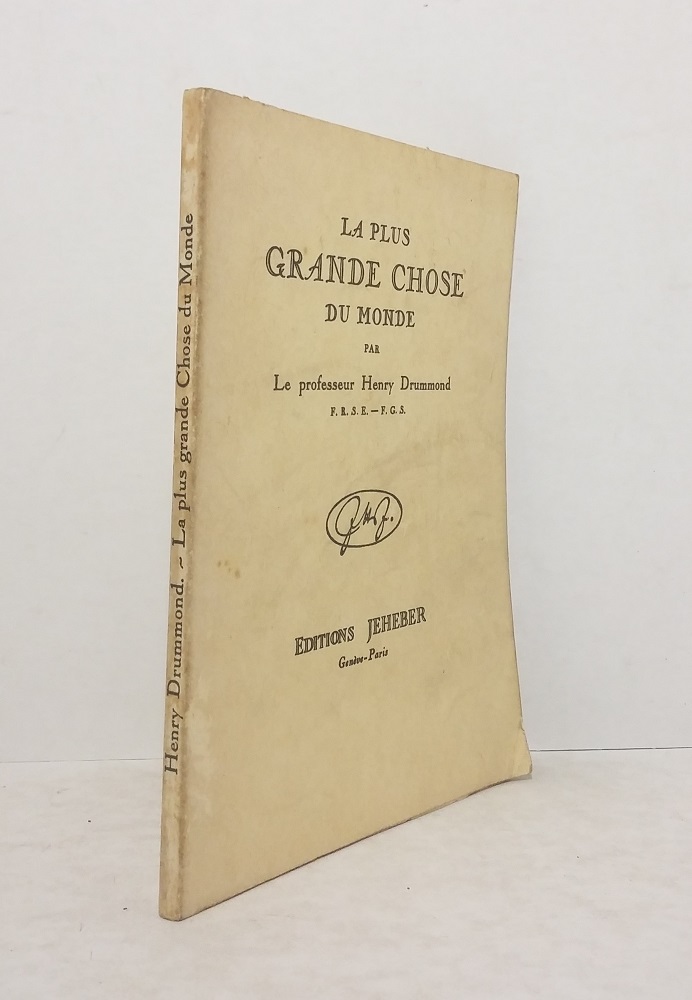 Henry Drummond. ~ La plus grande Chose du Monde
LA PLUS
GRANDE CHOSE
DU MONDE
PAR
Le professeur Henry Drummond
F. R. S. E. — F. G. S.
EDITIONS JEHEBER
Genève-Paris